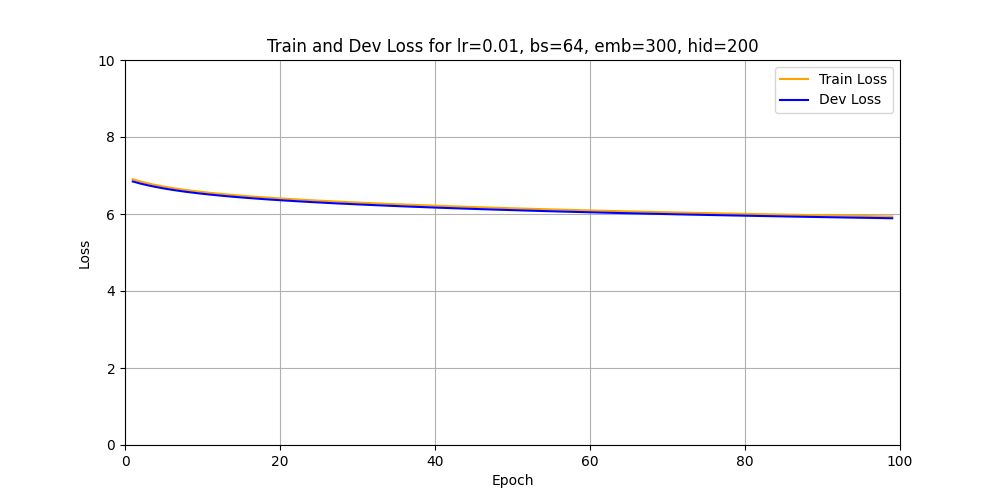 Train and Dev Loss for lr=0.01, bs=64, emb=300, hid=200
Train Loss
Dev Loss
10
8
6
4
2
0
Loss
0 20 40 60 80 100
Epoch